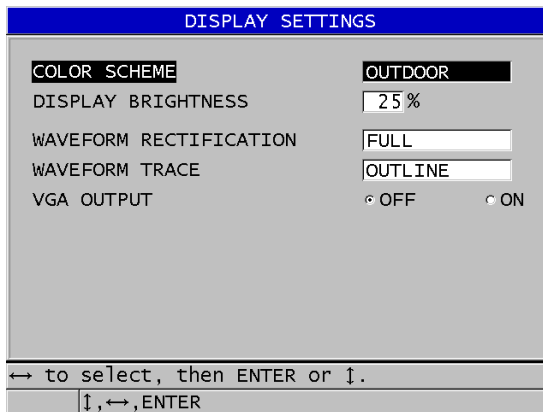 DISPLAY SETTINGS
COLOR SCHEME OUTDOOR
DISPLAY BRIGHTNESS 25%
WAVEFORM RECTIFICATION FULL
WAVEFORM TRACE OUTLINE
VGA OUTPUT OFF ON
↔ to select, then ENTER or ↕.
↕,↔,ENTER